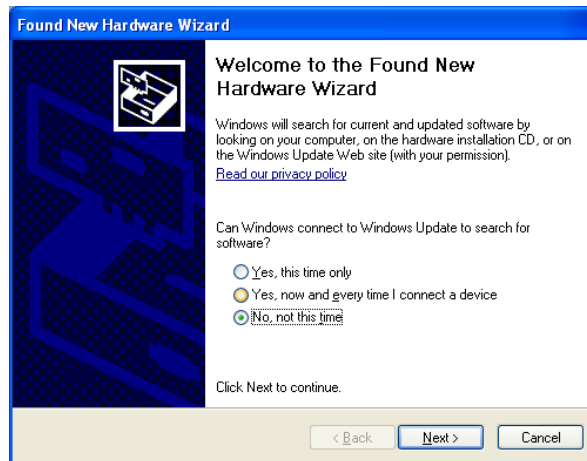 Found New Hardware Wizard
Welcome to the Found New
Hardware Wizard
Windows will search for current and updated software by
looking on your computer, on the hardware installation CD, or on
the Windows Update Web site (with your permission).
Read our privacy policy
Can Windows connect to Windows Update to search for
software?
Yes, this time only
Yes, now and every time I connect a device
No, not this time
Click Next to continue.
< Back
Next >
Cancel